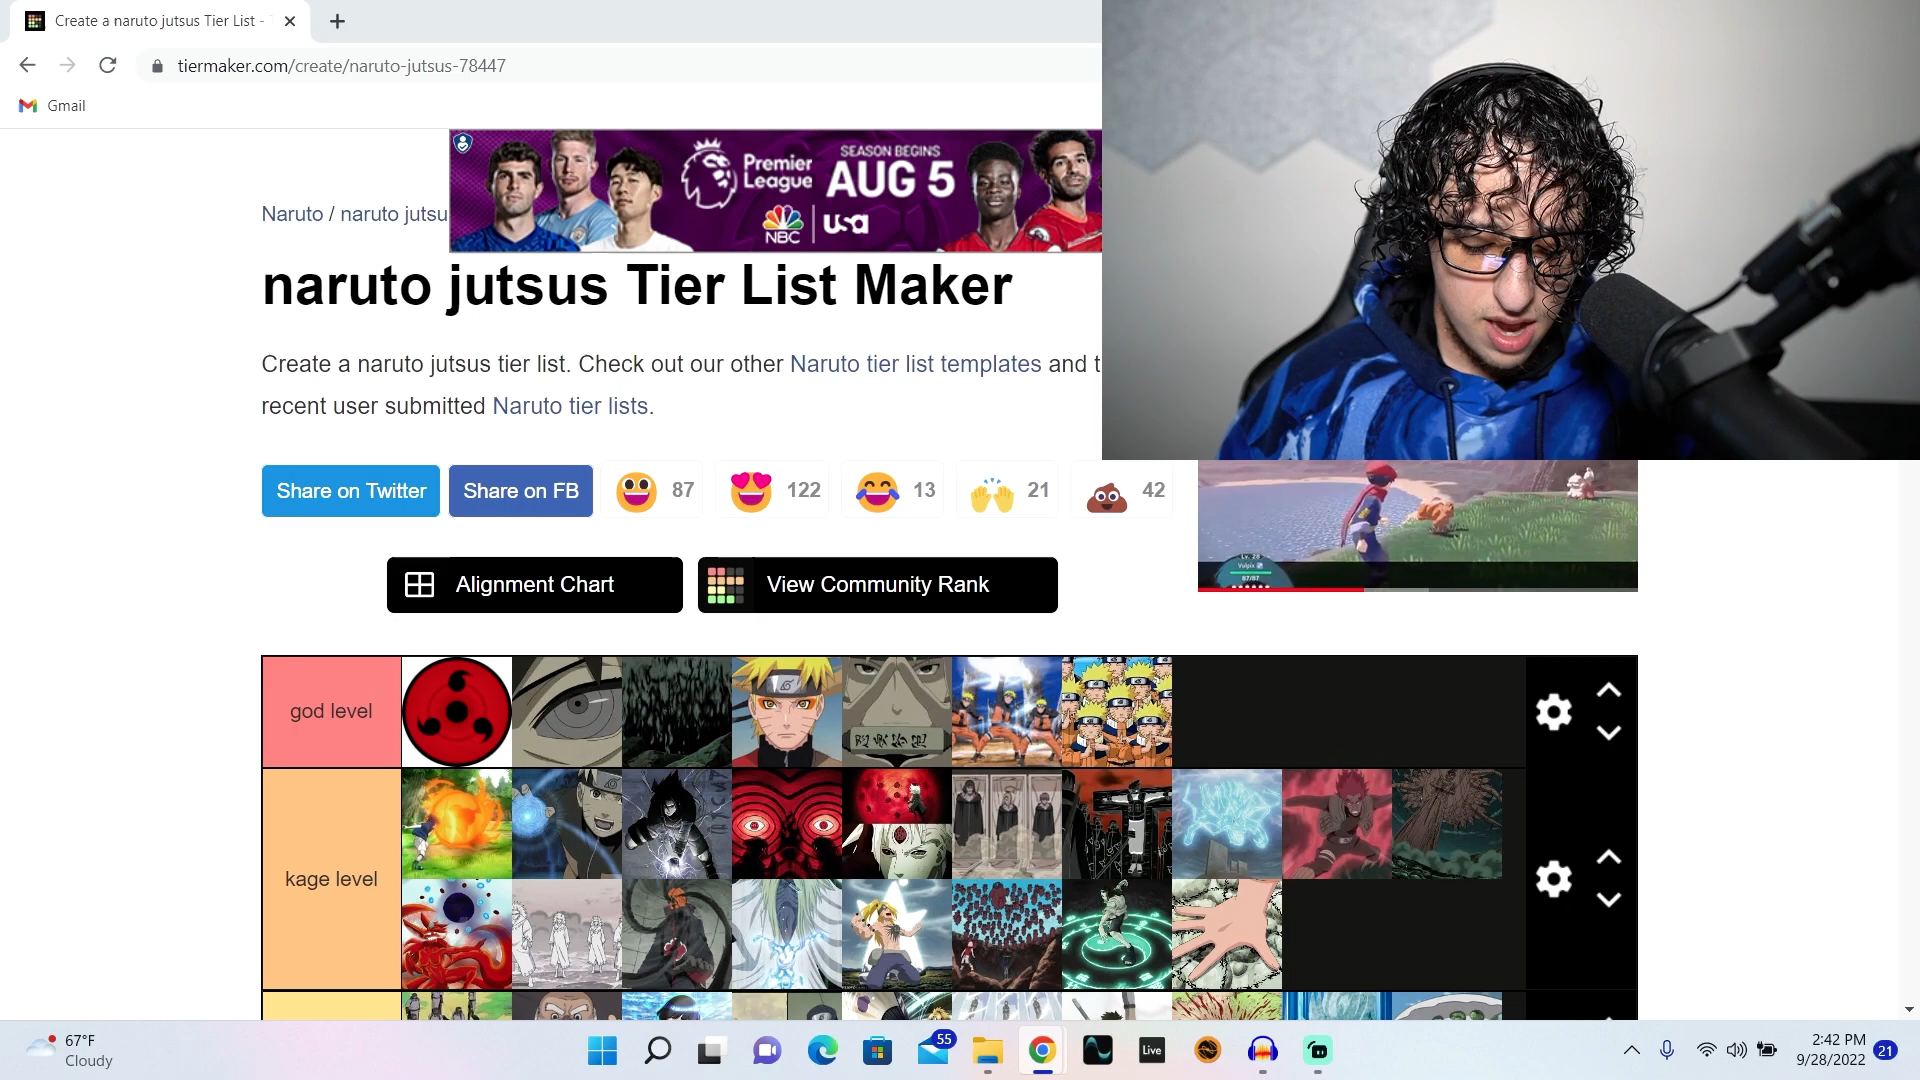 Create a naruto jutsus Tier List -
tiermaker.com/create/naruto-jutsus-78447
Gmail
Premier League
SEASON BEGINS
AUG 5
NBC
usa
Naruto / naruto jutsu
naruto jutsus Tier List Maker
Create a naruto jutsus tier list. Check out our other Naruto tier list templates and t
recent user submitted Naruto tier lists.
Share on Twitter
Share on FB
87
122
13
21
42
Vulpix
87/87
Alignment Chart
View Community Rank
god level
kage level
67°F
Cloudy
55
Live
2:42 PM
9/28/2022
21